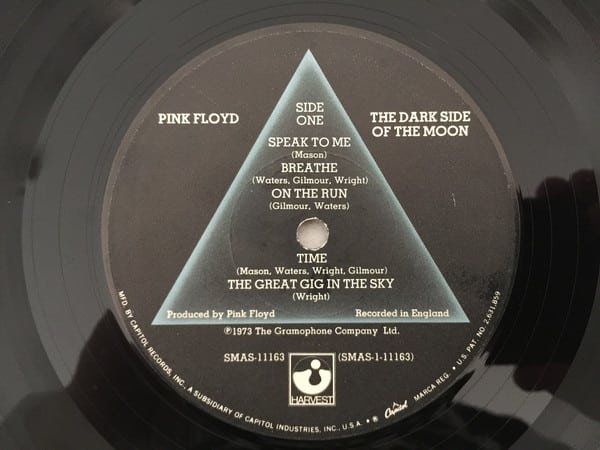 SIDE
ONE
PINK FLOYD
THE DARK SIDE
OF THE MOON
SPEAK TO ME
(Mason)
BREATHE
(Waters, Gilmour, Wright)
ON THE RUN
(Gilmour, Waters)
TIME
(Mason, Waters, Wright, Gilmour)
THE GREAT GIG IN THE SKY
(Wright)
Produced by Pink Floyd
Recorded in England
℗1973 The Gramophone Company Ltd.
SMAS-11163
(SMAS-1-11163)
HARVEST
MFD. BY CAPITOL RECORDS, INC., A SUBSIDIARY OF CAPITOL INDUSTRIES, INC., U.S.A. • ® Capitol MARCA REG. • U.S. PAT. NO. 2,631,859